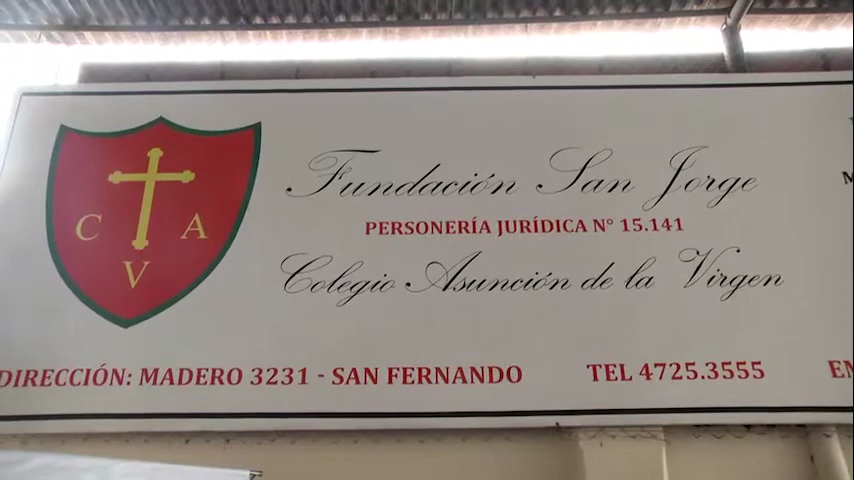 C A
V
Fundación San Jorge
PERSONERÍA JURÍDICA N° 15.141
Colegio Asunción de la Virgen
DIRECCIÓN: MADERO 3231 - SAN FERNANDO TEL 4725.3555